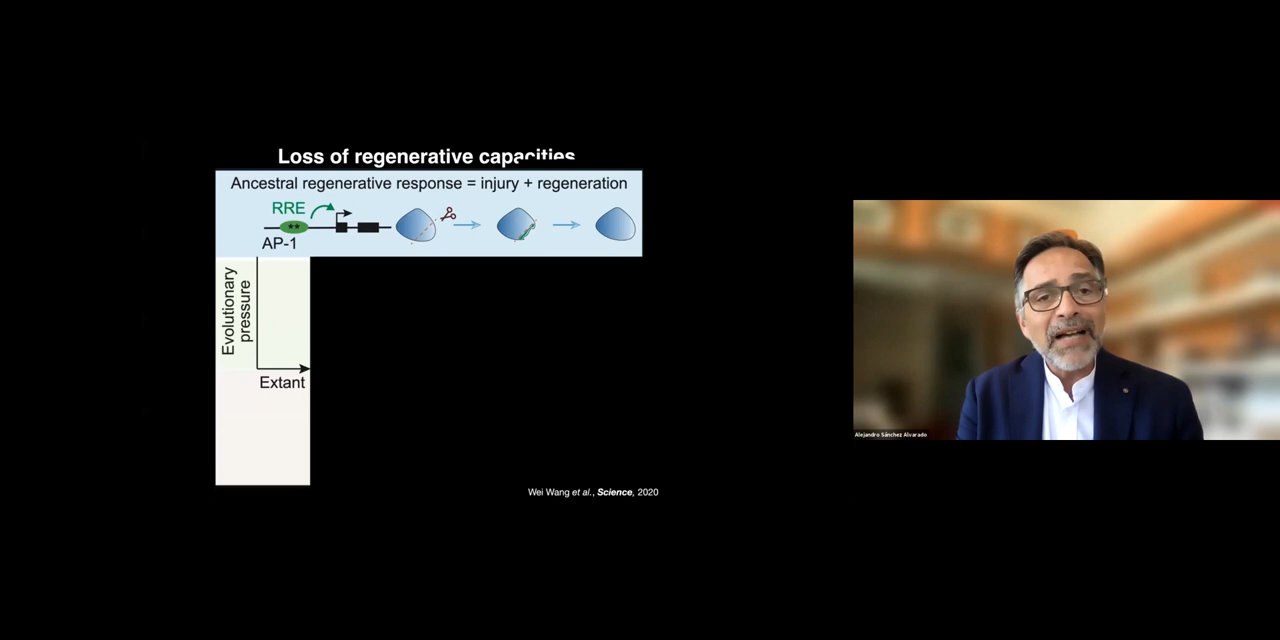 Loss of regenerative capacities
Ancestral regenerative response = injury + regeneration
RRE
**
AP-1
Evolutionary
pressure
Extant
Wei Wang et al., Science, 2020
Alejandro Sánchez Alvarado